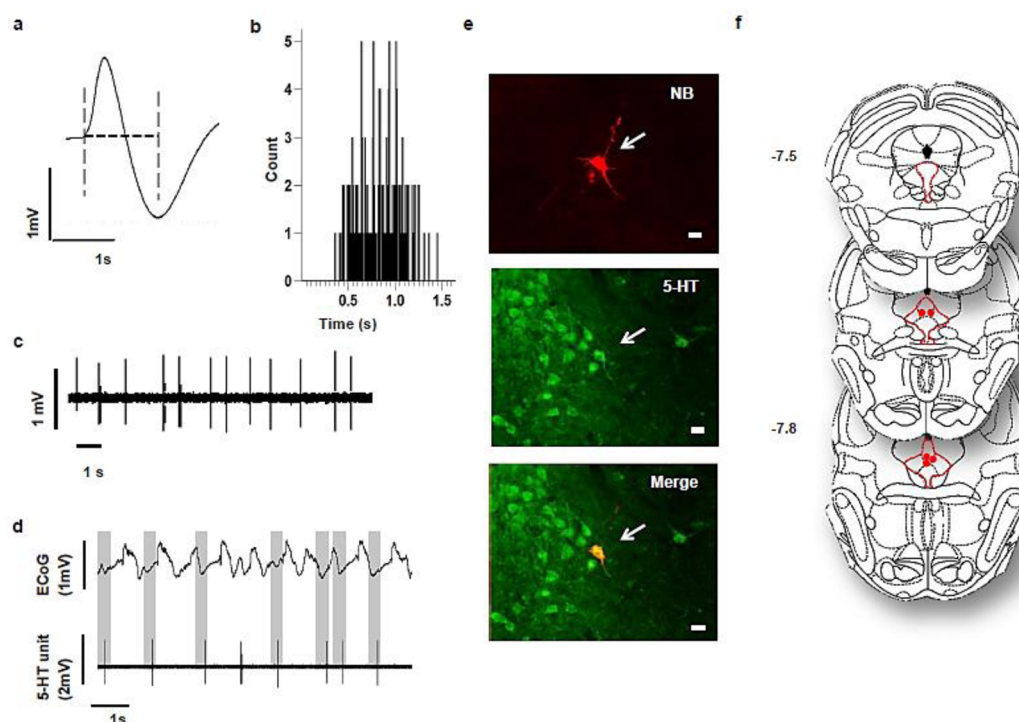 a
1mV
1s
b
Count
5
4
3
2
1
0
0.5
1.0
1.5
Time (s)
c
1 mV
1 s
d
ECoG
(1mV)
5-HT unit
(2mV)
1s
e
NB
5-HT
Merge
f
-7.5
-7.8